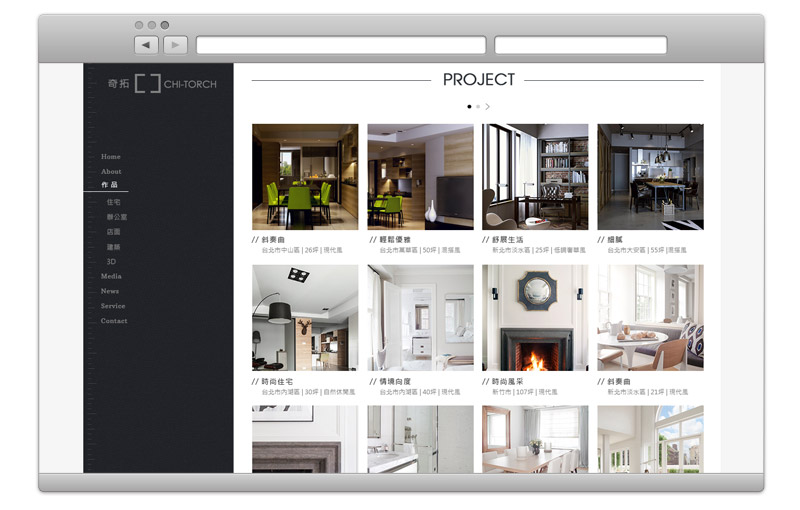 奇拓 CHI-TORCH
Home
About
作品
住宅
辦公室
店面
建築
3D
Media
News
Service
Contact
PROJECT
// 斜奏曲
台北市中山區 | 26坪 | 現代風
// 輕鬆優雅
台北市萬華區 | 50坪 | 混搭風
// 舒展生活
新北市淡水區 | 25坪 | 低調奢華風
// 細膩
台北市大安區 | 55坪 | 混搭風
// 時尚住宅
台北市內湖區 | 30坪 | 自然休閒風
// 情境向度
台北市內湖區 | 40坪 | 現代風
// 時尚風采
新竹市 | 107坪 | 現代風
// 斜奏曲
新北市淡水區 | 21坪 | 現代風